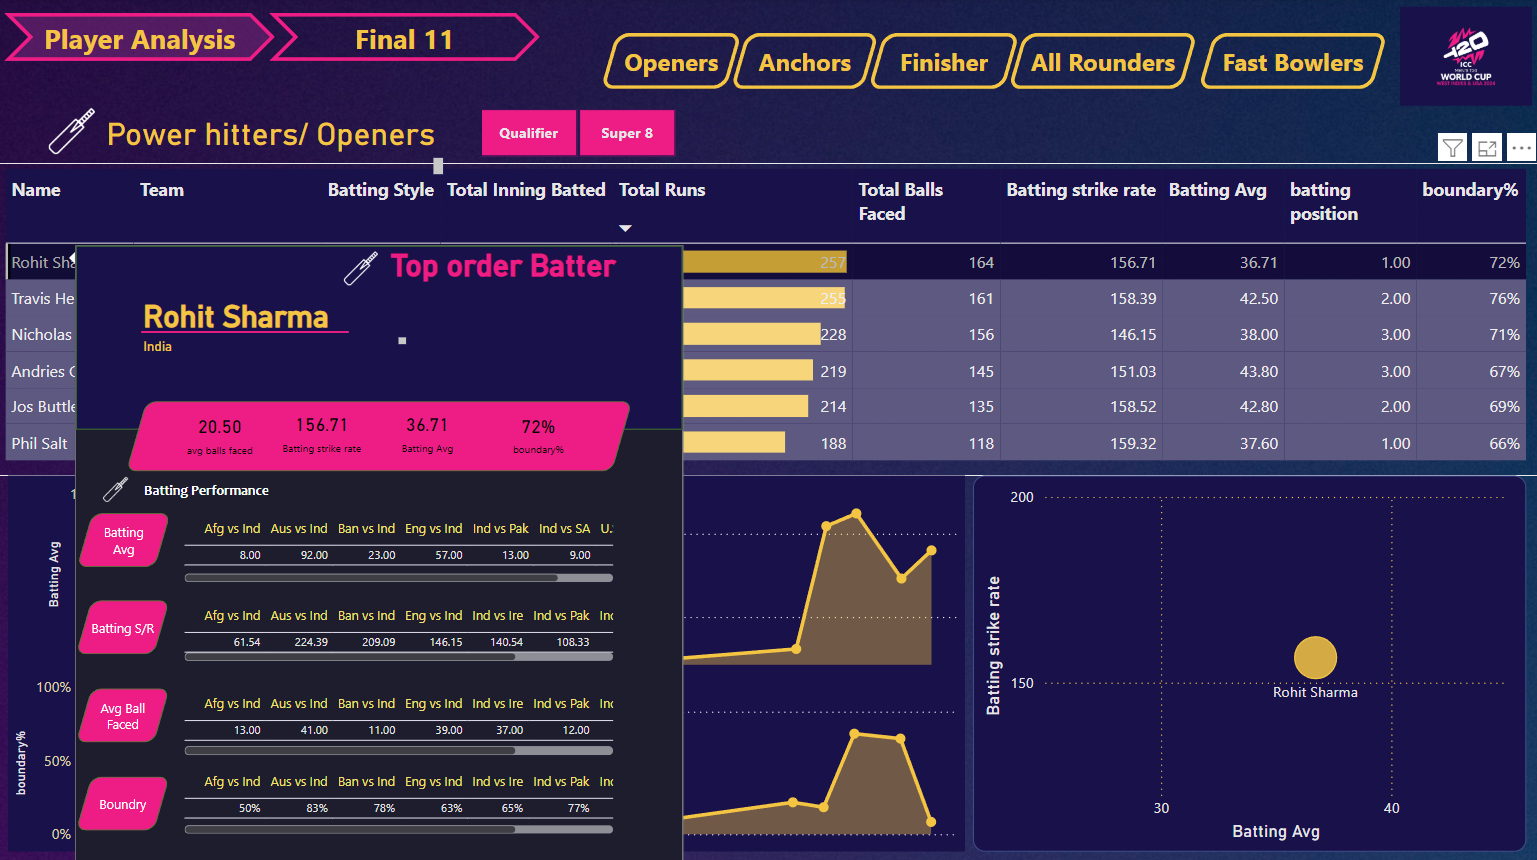 Player Analysis
Final 11
Openers
Anchors
Finisher
All Rounders
Fast Bowlers
T20
ICC
MEN'S T20
WORLD CUP
WEST INDIES & USA 2024
Power hitters/ Openers
Qualifier
Super 8
Name Team Batting Style Total Inning Batted Total Runs Total Balls Faced Batting strike rate Batting Avg batting position boundary%
Rohit Sha 257 164 156.71 36.71 1.00 72%
Travis He 255 161 158.39 42.50 2.00 76%
Nicholas 228 156 146.15 38.00 3.00 71%
Andries 219 145 151.03 43.80 3.00 67%
Jos Buttle 214 135 158.52 42.80 2.00 69%
Phil Salt 188 118 159.32 37.60 1.00 66%
Top order Batter
Rohit Sharma
India
20.50 156.71 36.71 72%
avg balls faced Batting strike rate Batting Avg boundary%
Batting Performance
Batting
Avg
Afg vs Ind Aus vs Ind Ban vs Ind Eng vs Ind Ind vs Pak Ind vs SA U.
8.00 92.00 23.00 57.00 13.00 9.00
Batting S/R
Afg vs Ind Aus vs Ind Ban vs Ind Eng vs Ind Ind vs Ire Ind vs Pak Inc
61.54 224.39 209.09 146.15 140.54 108.33
Avg Ball
Faced
Afg vs Ind Aus vs Ind Ban vs Ind Eng vs Ind Ind vs Ire Ind vs Pak Inc
13.00 41.00 11.00 39.00 37.00 12.00
Boundry
Afg vs Ind Aus vs Ind Ban vs Ind Eng vs Ind Ind vs Ire Ind vs Pak Inc
50% 83% 78% 63% 65% 77%
Batting Avg
1
boundary%
100%
50%
0%
Batting strike rate
200
150
Rohit Sharma
30 40
Batting Avg